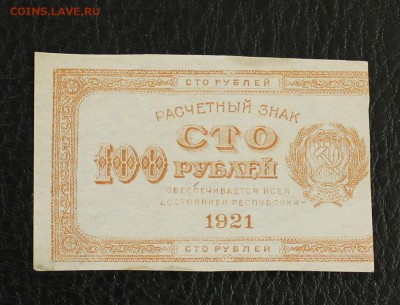 COINS.LAVE.RU
СТО РУБЛЕЙ
РАСЧЕТНЫЙ ЗНАК
СТО
100 РУБЛЕЙ
ОБЕСПЕЧИВАЕТСЯ ВСЕМ
ДОСТОЯНИЕМ РЕСПУБЛИКИ
1921
СТО РУБЛЕЙ